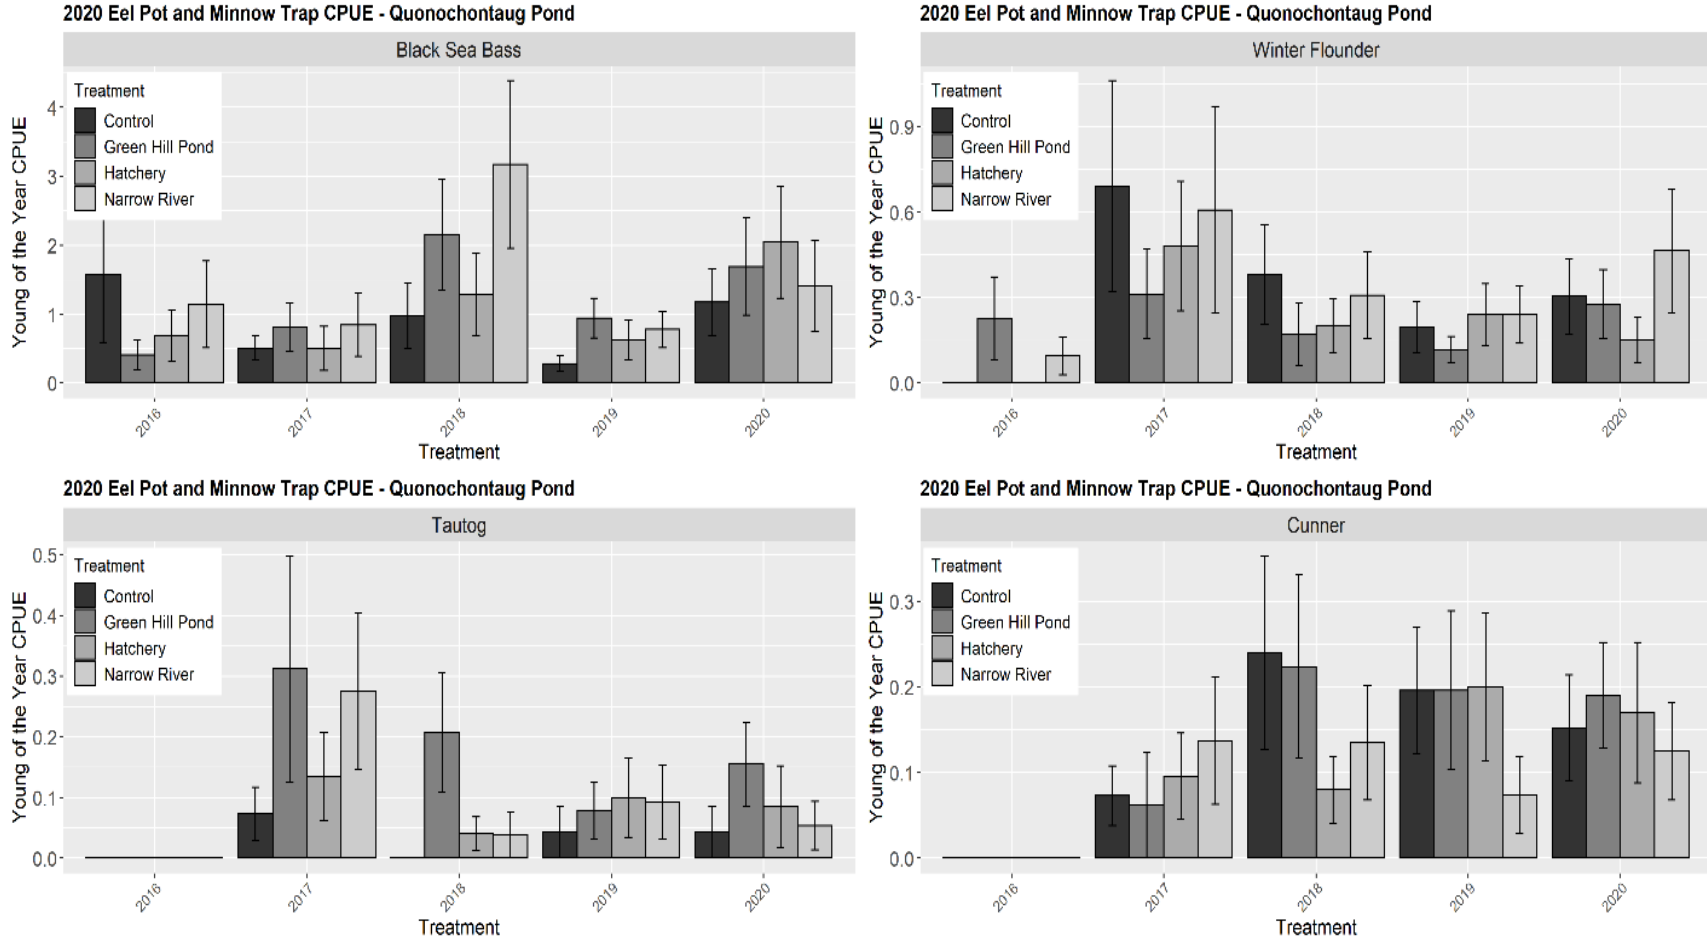 2020 Eel Pot and Minnow Trap CPUE - Quonochontaug Pond
Black Sea Bass
Treatment
Control
Green Hill Pond
Hatchery
Narrow River
Young of the Year CPUE
4
3
2
1
0
2016 2017 2018 2019 2020
Treatment
2020 Eel Pot and Minnow Trap CPUE - Quonochontaug Pond
Winter Flounder
Treatment
Control
Green Hill Pond
Hatchery
Narrow River
Young of the Year CPUE
0.9
0.6
0.3
0.0
2016 2017 2018 2019 2020
Treatment
2020 Eel Pot and Minnow Trap CPUE - Quonochontaug Pond
Tautog
Treatment
Control
Green Hill Pond
Hatchery
Narrow River
Young of the Year CPUE
0.5
0.4
0.3
0.2
0.1
0.0
2016 2017 2018 2019 2020
Treatment
2020 Eel Pot and Minnow Trap CPUE - Quonochontaug Pond
Cunner
Treatment
Control
Green Hill Pond
Hatchery
Narrow River
Young of the Year CPUE
0.3
0.2
0.1
0.0
2016 2017 2018 2019 2020
Treatment